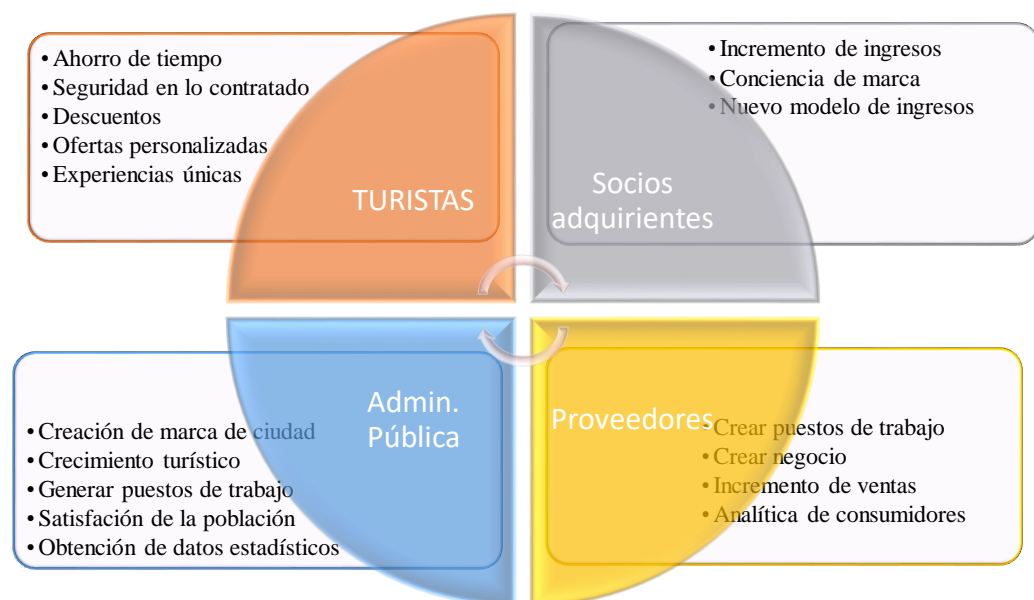 • Ahorro de tiempo
• Seguridad en lo contratado
• Descuentos
• Ofertas personalizadas
• Experiencias únicas
TURISTAS
• Incremento de ingresos
• Conciencia de marca
• Nuevo modelo de ingresos
Socios
adquirientes
• Creación de marca de ciudad
• Crecimiento turístico
• Generar puestos de trabajo
• Satisfación de la población
• Obtención de datos estadísticos
Admin.
Pública
Proveedores
• Crear puestos de trabajo
• Crear negocio
• Incremento de ventas
• Analítica de consumidores